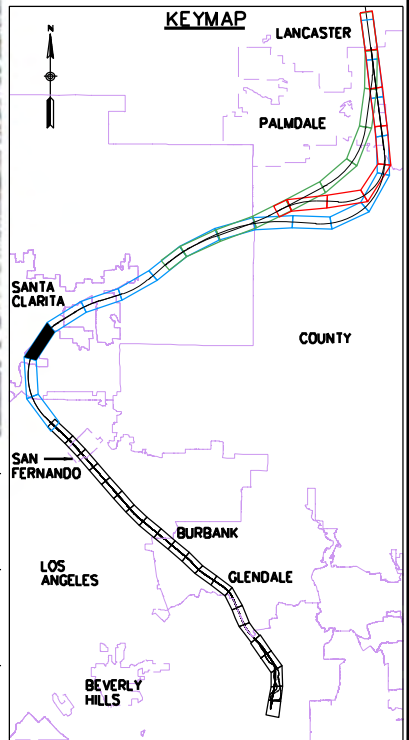 KEYMAP
N
LANCASTER
PALMDALE
SANTA
CLARITA
COUNTY
SAN
FERNANDO
BURBANK
LOS
ANGELES
GLENDALE
BEVERLY
HILLS